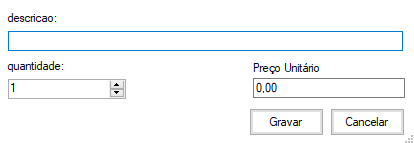 descricao:
quantidade:
Preço Unitário
1
0,00
Gravar
Cancelar